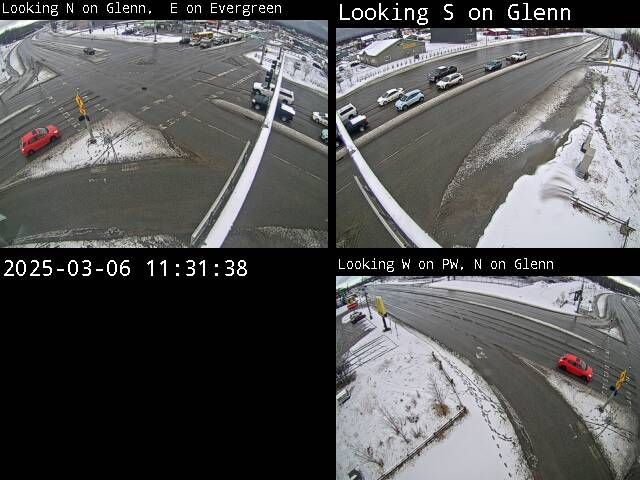 Looking N on Glenn,  E on Evergreen
Looking S on Glenn
2025-03-06 11:31:38
Looking W on PW, N on Glenn